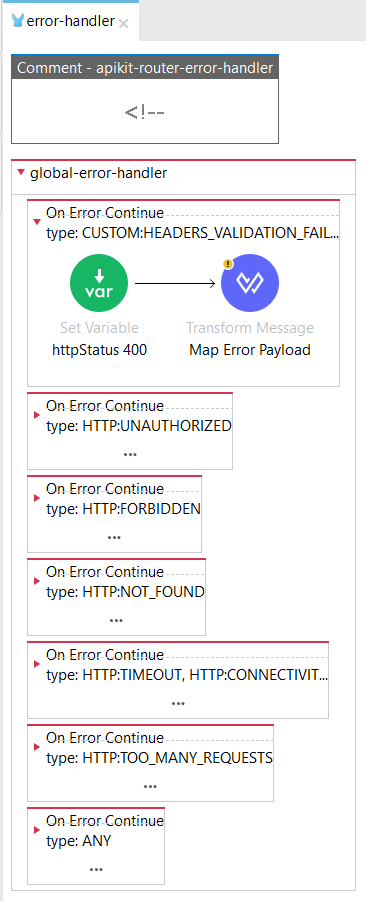 error-handler
Comment - apikit-router-error-handler
<!--
global-error-handler
On Error Continue
type: CUSTOM:HEADERS_VALIDATION_FAIL...
var
Set Variable
Transform Message
httpStatus 400
Map Error Payload
On Error Continue
type: HTTP:UNAUTHORIZED
...
On Error Continue
type: HTTP:FORBIDDEN
...
On Error Continue
type: HTTP:NOT_FOUND
...
On Error Continue
type: HTTP:TIMEOUT, HTTP:CONNECTIVIT...
...
On Error Continue
type: HTTP:TOO_MANY_REQUESTS
...
On Error Continue
type: ANY
...